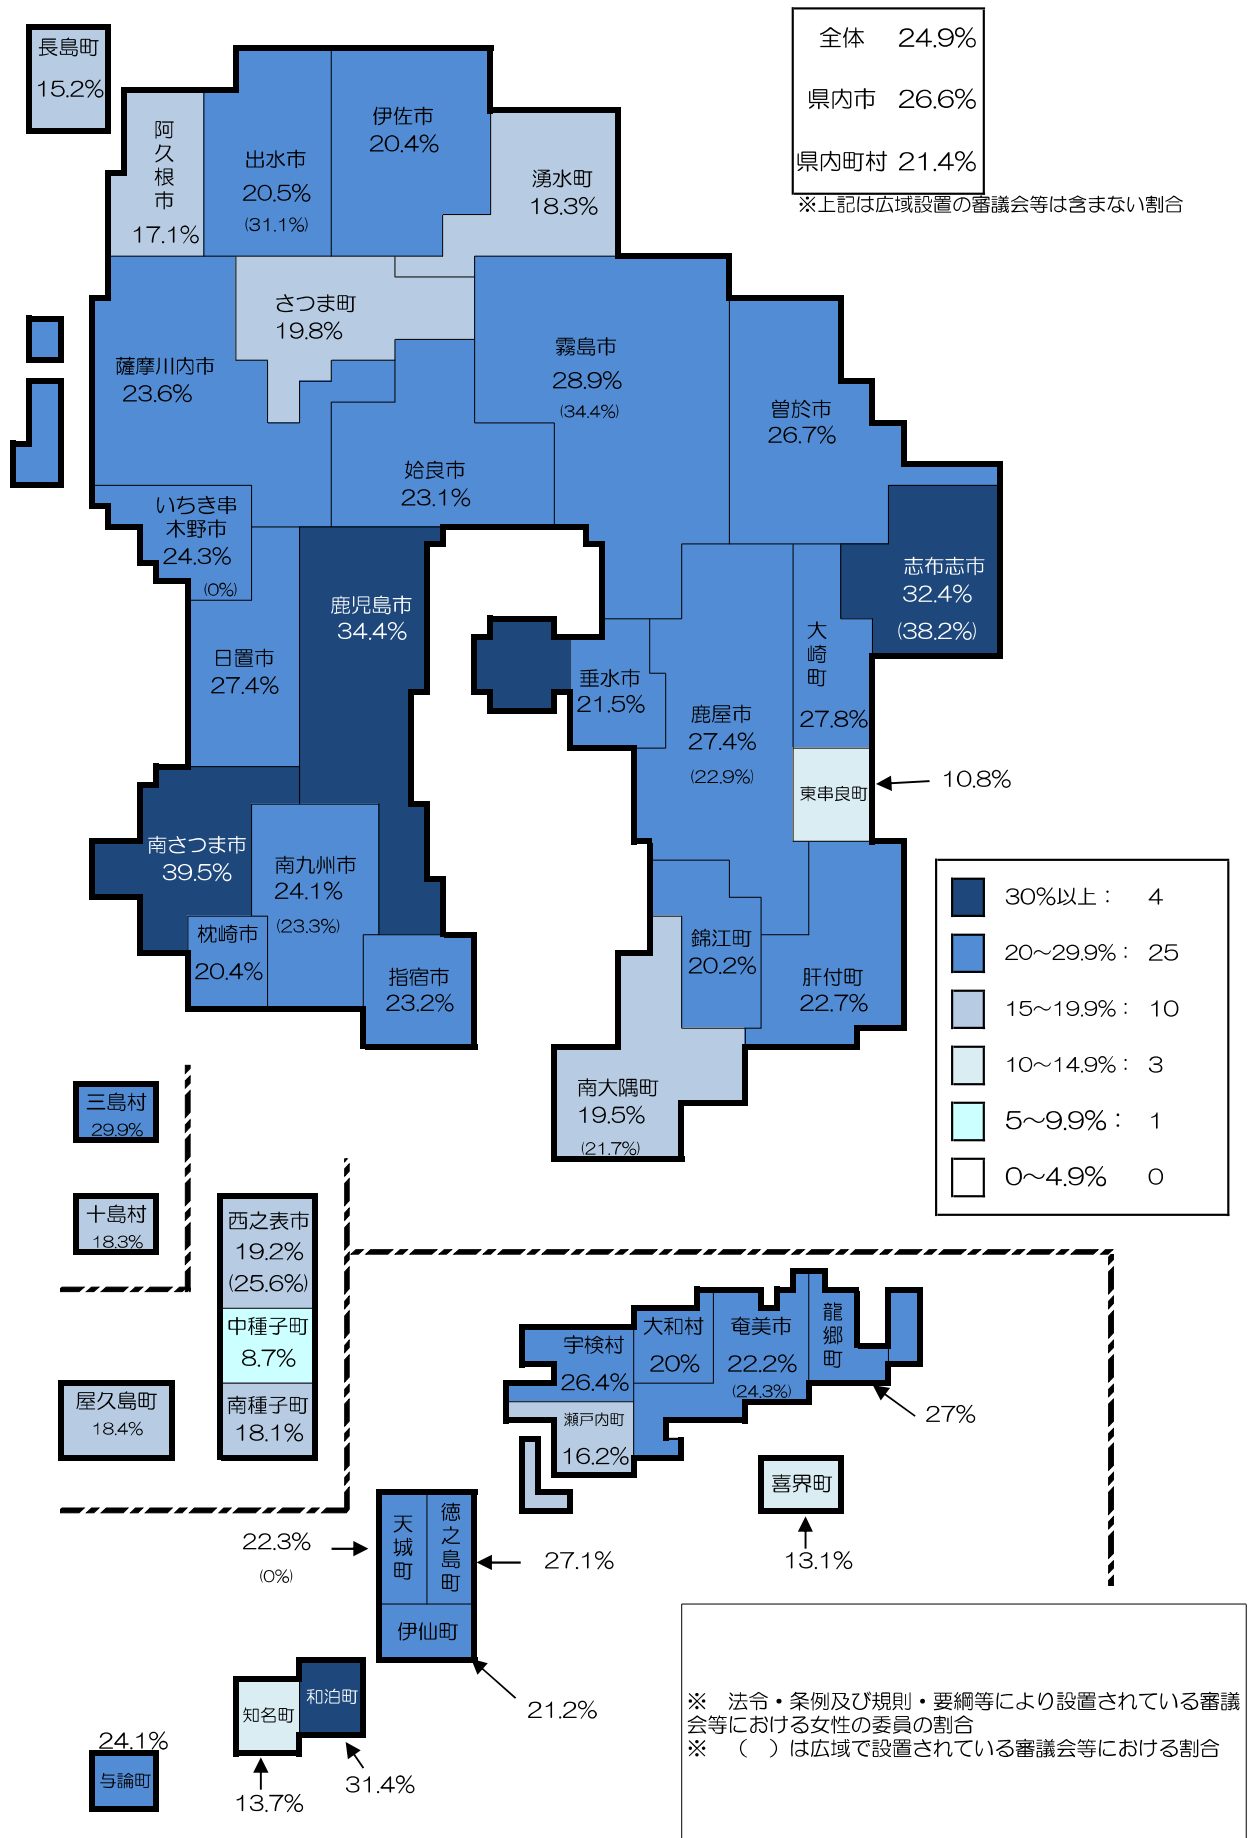 長島町
15.2%
全体 24.9%
県内市 26.6%
県内町村 21.4%
※上記は広域設置の審議会等は含まない割合
阿久根市
17.1%
出水市
20.5%
(31.1%)
伊佐市
20.4%
湧水町
18.3%
さつま町
19.8%
薩摩川内市
23.6%
霧島市
28.9%
(34.4%)
曽於市
26.7%
姶良市
23.1%
いちき串
木野市
24.3%
(0%)
鹿児島市
34.4%
志布志市
32.4%
(38.2%)
日置市
27.4%
垂水市
21.5%
鹿屋市
27.4%
(22.9%)
大崎町
27.8%
東串良町
10.8%
南さつま市
39.5%
南九州市
24.1%
(23.3%)
枕崎市
20.4%
指宿市
23.2%
錦江町
20.2%
肝付町
22.7%
南大隅町
19.5%
(21.7%)
30%以上： 4
20～29.9%： 25
15～19.9%： 10
10～14.9%： 3
5～9.9%： 1
0～4.9% 0
三島村
29.9%
十島村
18.3%
西之表市
19.2%
(25.6%)
中種子町
8.7%
南種子町
18.1%
屋久島町
18.4%
宇検村
26.4%
大和村
20%
奄美市
22.2%
(24.3%)
龍郷町
27%
瀬戸内町
16.2%
喜界町
13.1%
天城町
22.3%
(0%)
徳之島町
27.1%
伊仙町
21.2%
和泊町
31.4%
知名町
13.7%
24.1%
与論町
※　法令・条例及び規則・要綱等により設置されている審議
会等における女性の委員の割合
※　（　）は広域で設置されている審議会等における割合